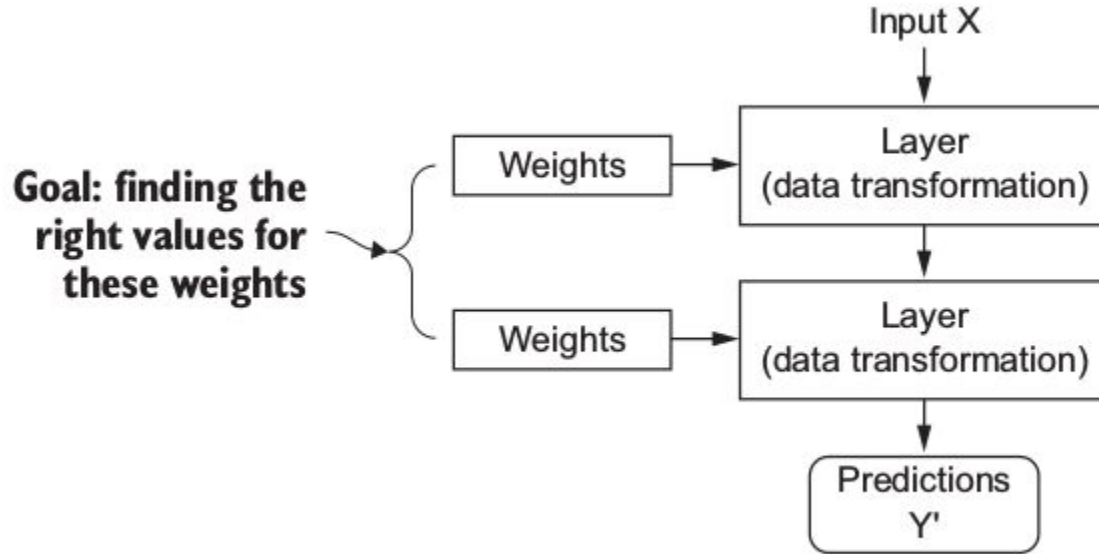 Input X
Weights
Layer
(data transformation)
Goal: finding the
right values for
these weights
Weights
Layer
(data transformation)
Predictions
Y'